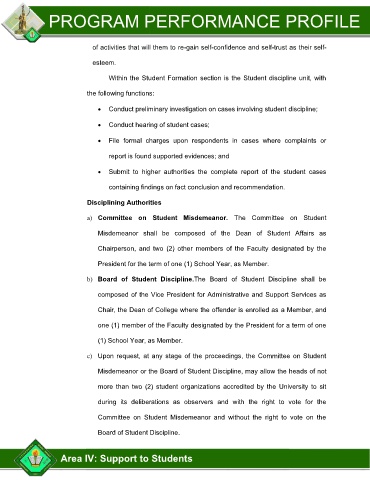 PROGRAM PERFORMANCE PROFILE
of activities that will them to re-gain self-confidence and self-trust as their self-
esteem.
Within the Student Formation section is the Student discipline unit, with
the following functions:
• Conduct preliminary investigation on cases involving student discipline;
• Conduct hearing of student cases;
• File formal charges upon respondents in cases where complaints or
report is found supported evidences; and
• Submit to higher authorities the complete report of the student cases
containing findings on fact conclusion and recommendation.
Disciplining Authorities
a) Committee on Student Misdemeanor. The Committee on Student
Misdemeanor shall be composed of the Dean of Student Affairs as
Chairperson, and two (2) other members of the Faculty designated by the
President for the term of one (1) School Year, as Member.
b) Board of Student Discipline.The Board of Student Discipline shall be
composed of the Vice President for Administrative and Support Services as
Chair, the Dean of College where the offender is enrolled as a Member, and
one (1) member of the Faculty designated by the President for a term of one
(1) School Year, as Member.
c) Upon request, at any stage of the proceedings, the Committee on Student
Misdemeanor or the Board of Student Discipline, may allow the heads of not
more than two (2) student organizations accredited by the University to sit
during its deliberations as observers and with the right to vote for the
Committee on Student Misdemeanor and without the right to vote on the
Board of Student Discipline.
Area IV: Support to Students